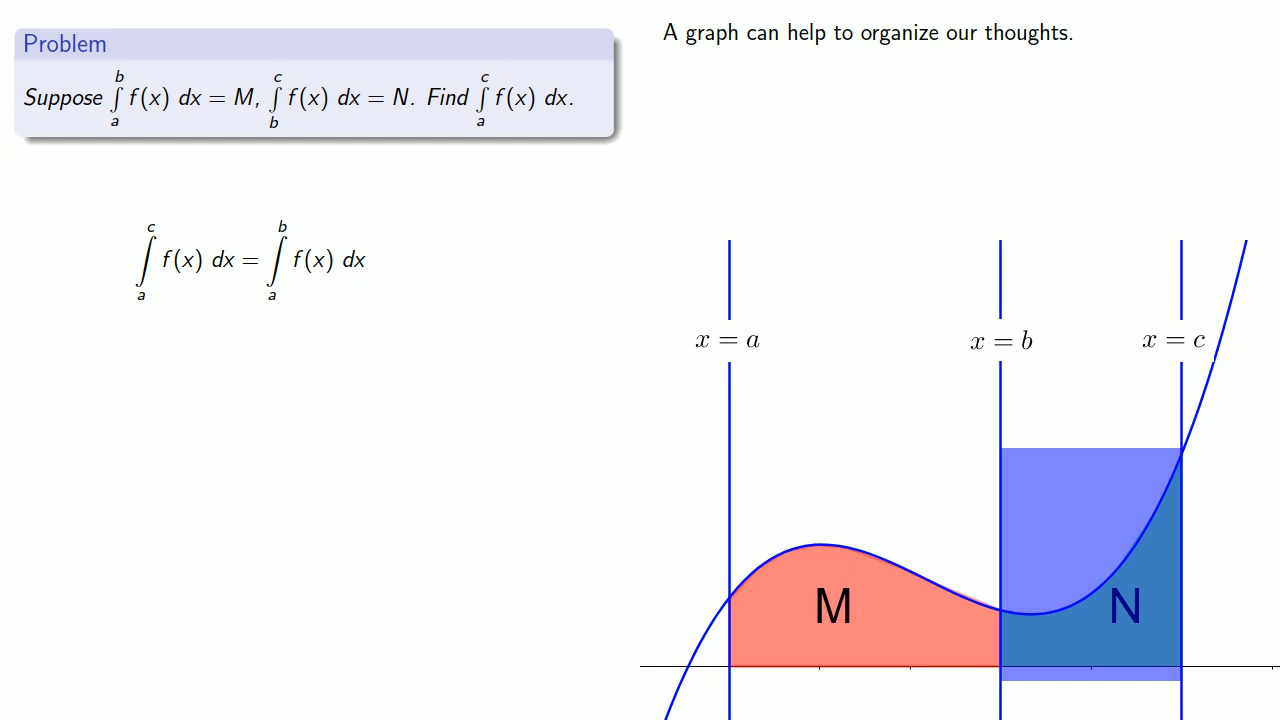 Problem
Suppose ∫_a^b f(x) dx = M, ∫_b^c f(x) dx = N. Find ∫_a^c f(x) dx.
∫_a^c f(x) dx = ∫_a^b f(x) dx
A graph can help to organize our thoughts.
x = a x = b x = c
M N